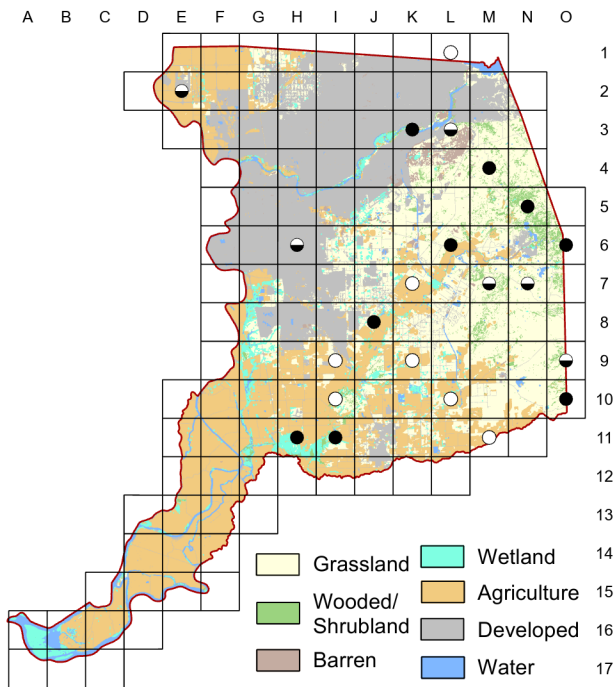 A B C D E F G H I J K L M N O
1
2
3
4
5
6
7
8
9
10
11
12
13
14
15
16
17
Grassland
Wooded/
Shrubland
Barren
Wetland
Agriculture
Developed
Water